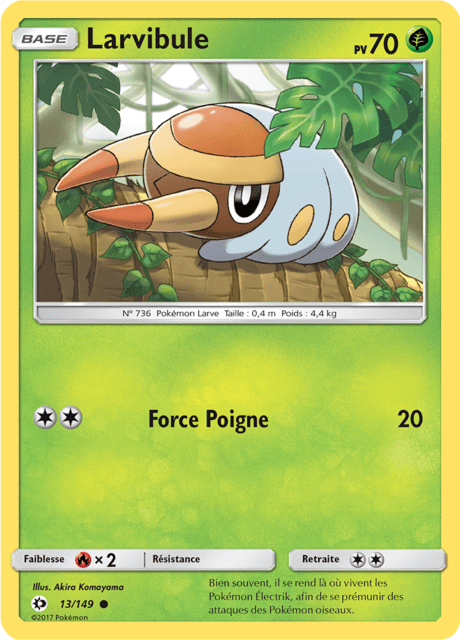 BASE Larvibule PV 70
N° 736 Pokémon Larve Taille : 0,4 m Poids : 4,4 kg
Force Poigne 20
Faiblesse × 2 Résistance Retraite
Illus. Akira Komayama
13/149
©2017 Pokémon
Bien souvent, il se rend là où vivent les
Pokémon Électrik, afin de se prémunir des
attaques des Pokémon oiseaux.